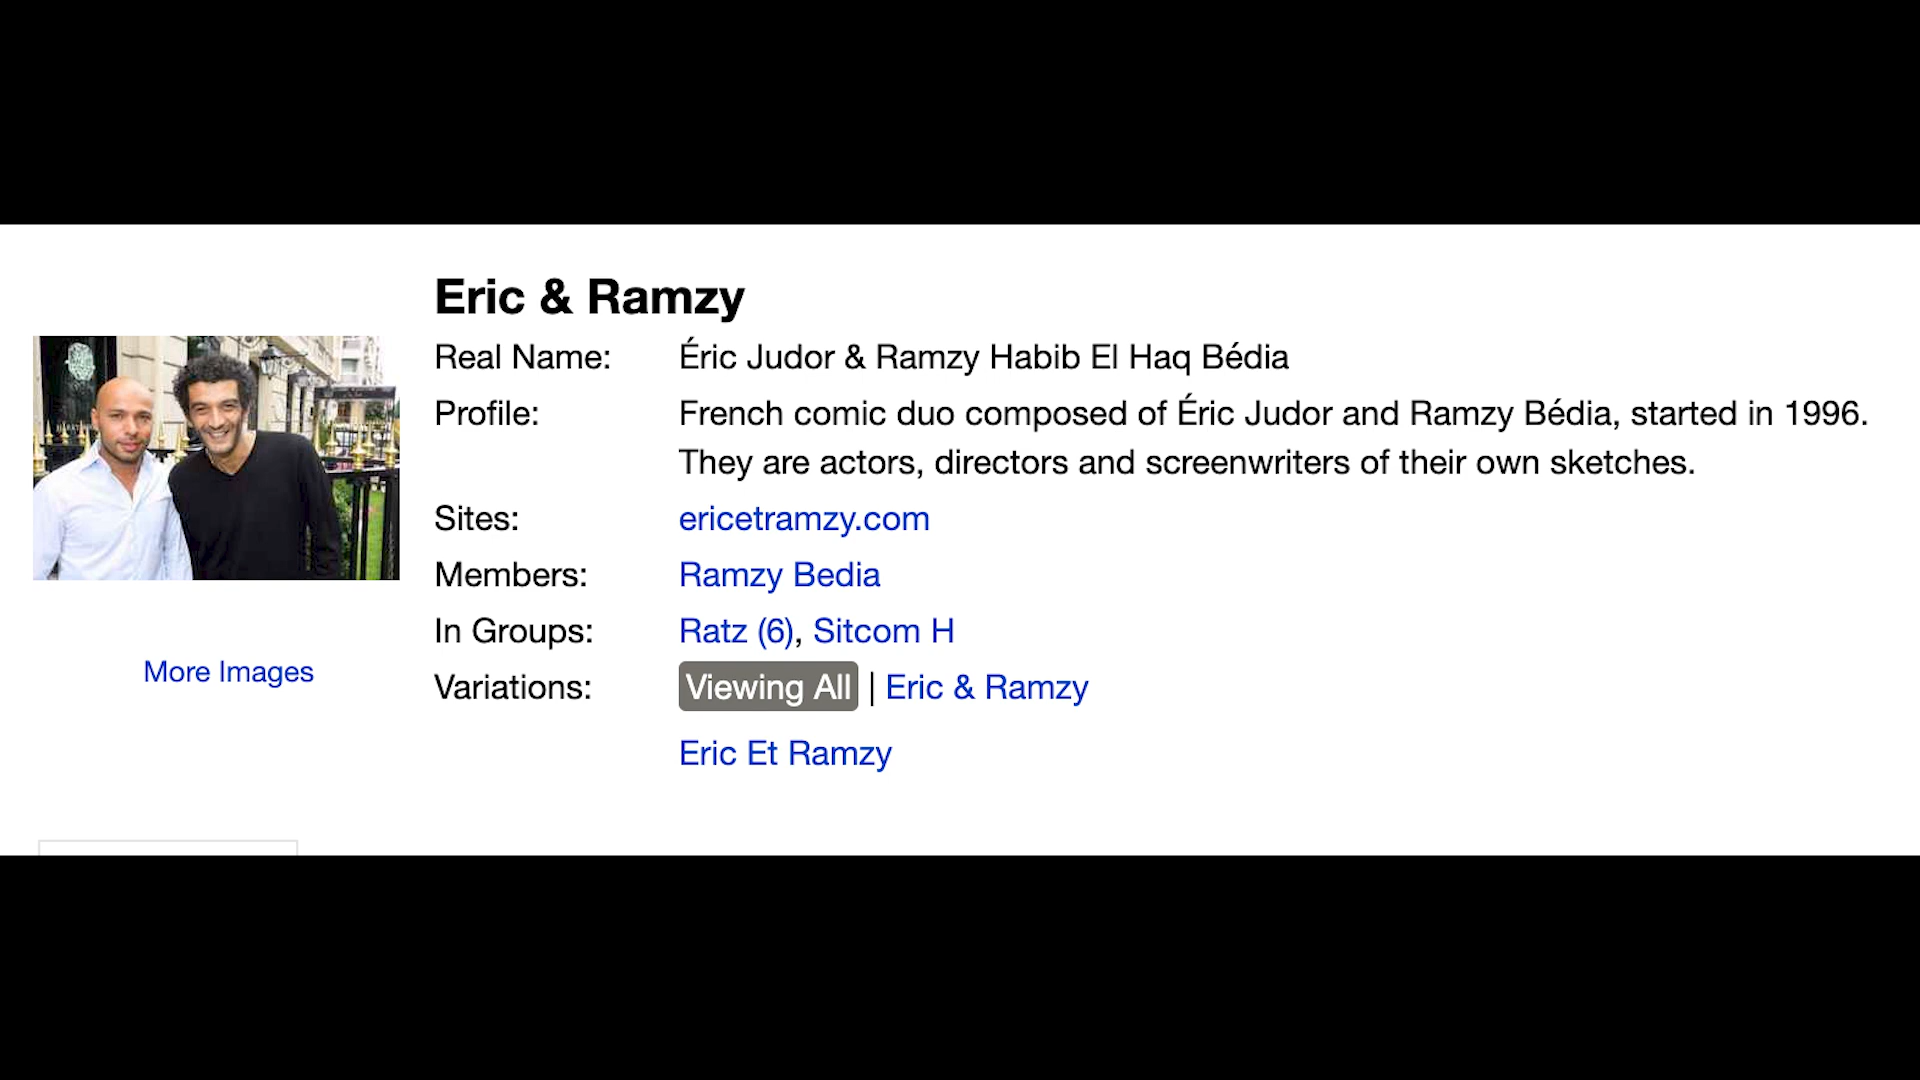 Eric & Ramzy
Real Name: Éric Judor & Ramzy Habib El Haq Bédia
Profile: French comic duo composed of Éric Judor and Ramzy Bédia, started in 1996.
They are actors, directors and screenwriters of their own sketches.
Sites: ericetramzy.com
Members: Ramzy Bedia
In Groups: Ratz (6), Sitcom H
More Images
Variations: Viewing All | Eric & Ramzy
Eric Et Ramzy